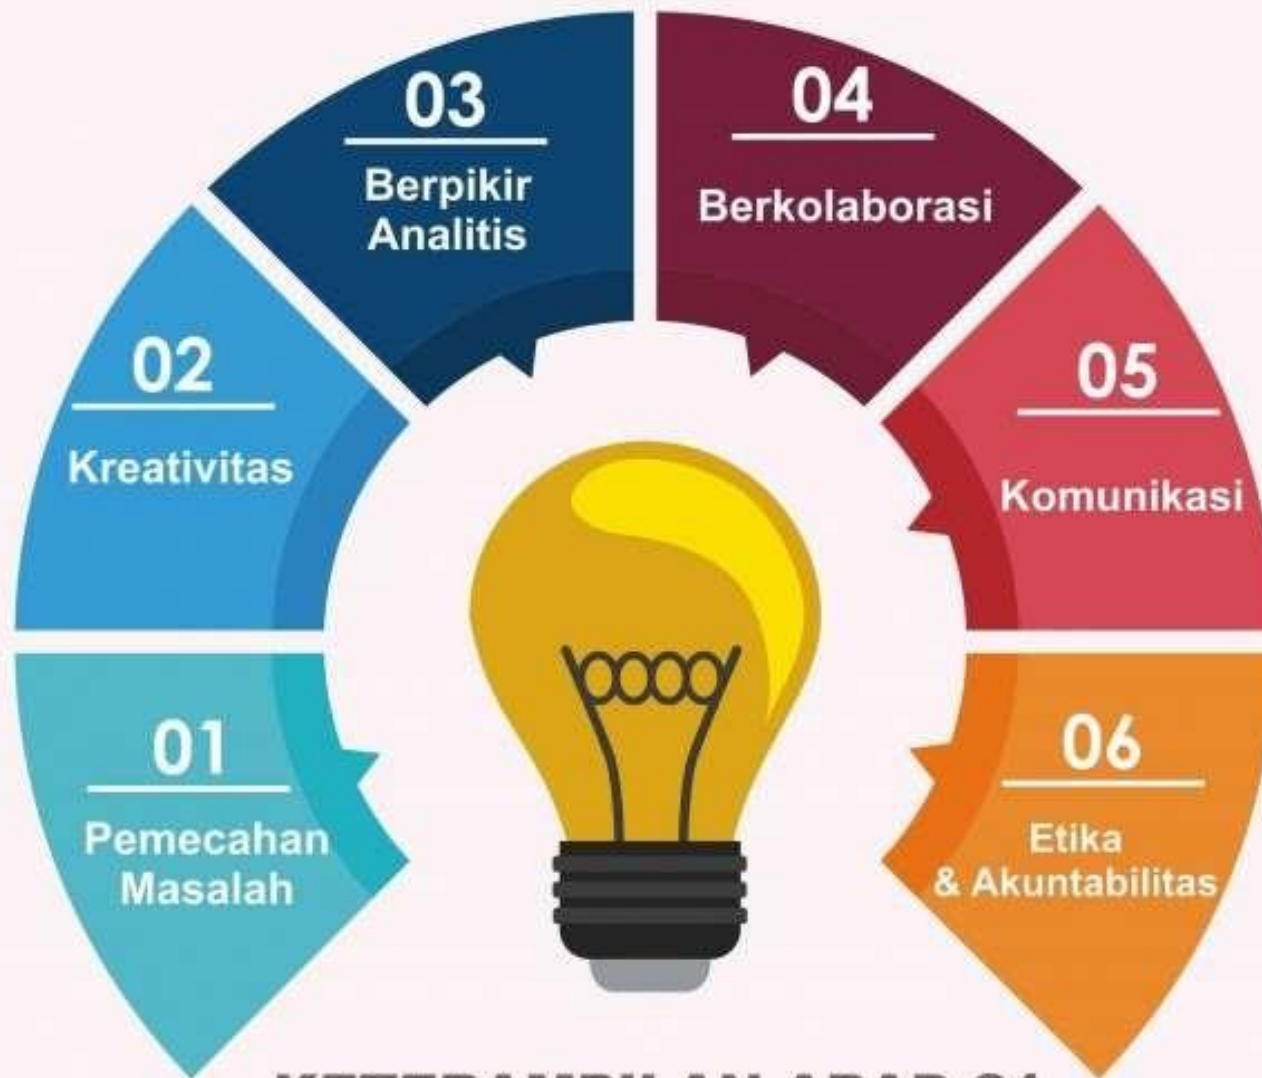 01
Pemecahan
Masalah
02
Kreativitas
03
Berpikir
Analitis
04
Berkolaborasi
05
Komunikasi
06
Etika
& Akuntabilitas